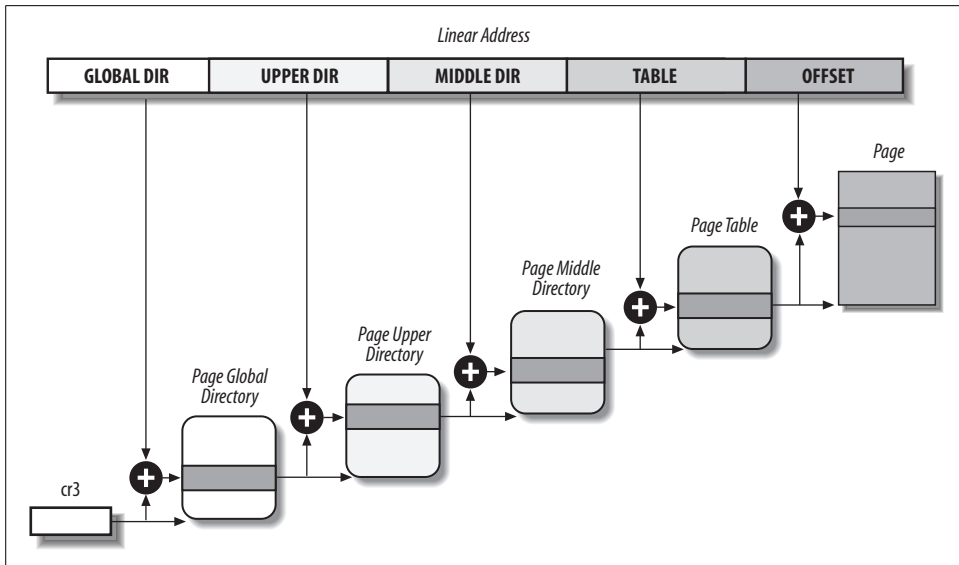 Linear Address
GLOBAL DIR UPPER DIR MIDDLE DIR TABLE OFFSET
Page
Page Table
Page Middle
Directory
Page Upper
Directory
Page Global
Directory
cr3